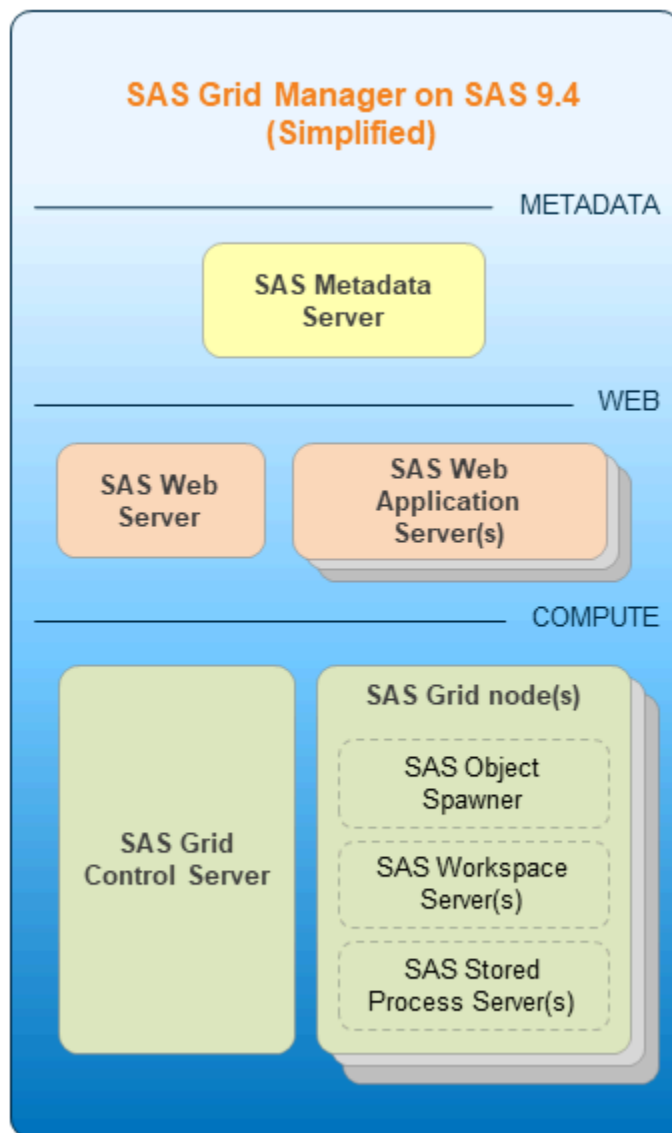 SAS Grid Manager on SAS 9.4
(Simplified)
METADATA
SAS Metadata
Server
WEB
SAS Web
Server
SAS Web
Application
Server(s)
COMPUTE
SAS Grid
Control Server
SAS Grid node(s)
SAS Object
Spawner
SAS Workspace
Server(s)
SAS Stored
Process Server(s)